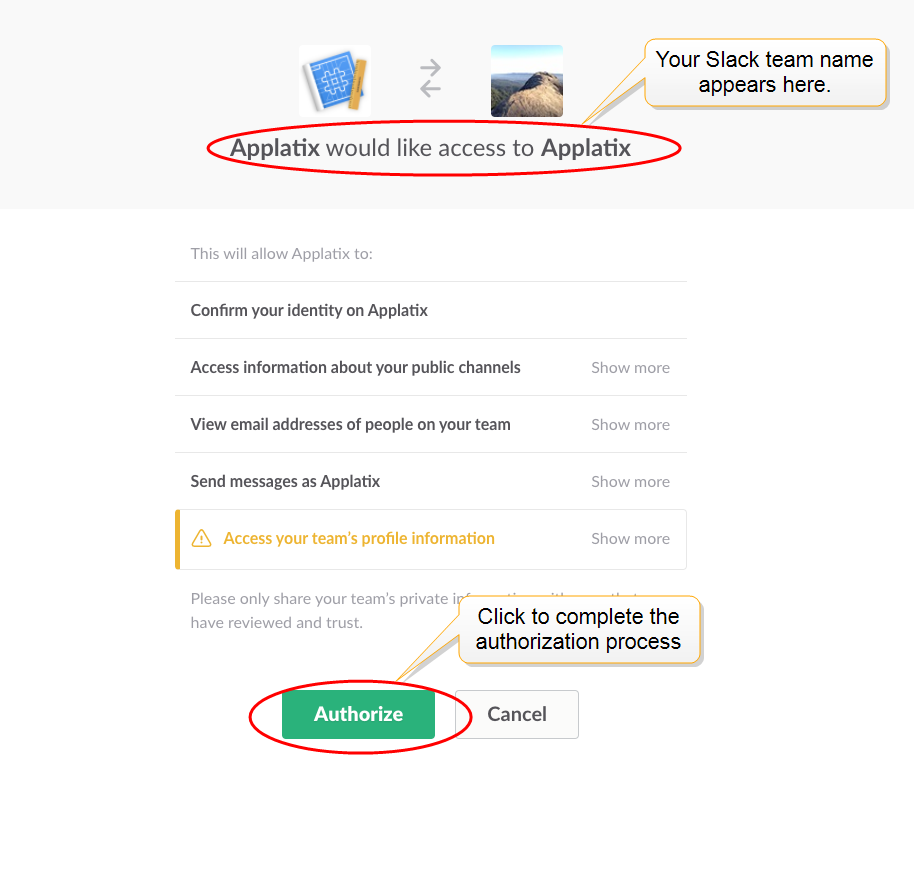 Your Slack team name
appears here.
Applatix would like access to Applatix
This will allow Applatix to:
Confirm your identity on Applatix
Access information about your public channels Show more
View email addresses of people on your team Show more
Send messages as Applatix Show more
Access your team's profile information Show more
Please only share your team's private
have reviewed and trust.
Click to complete the
authorization process
Authorize Cancel